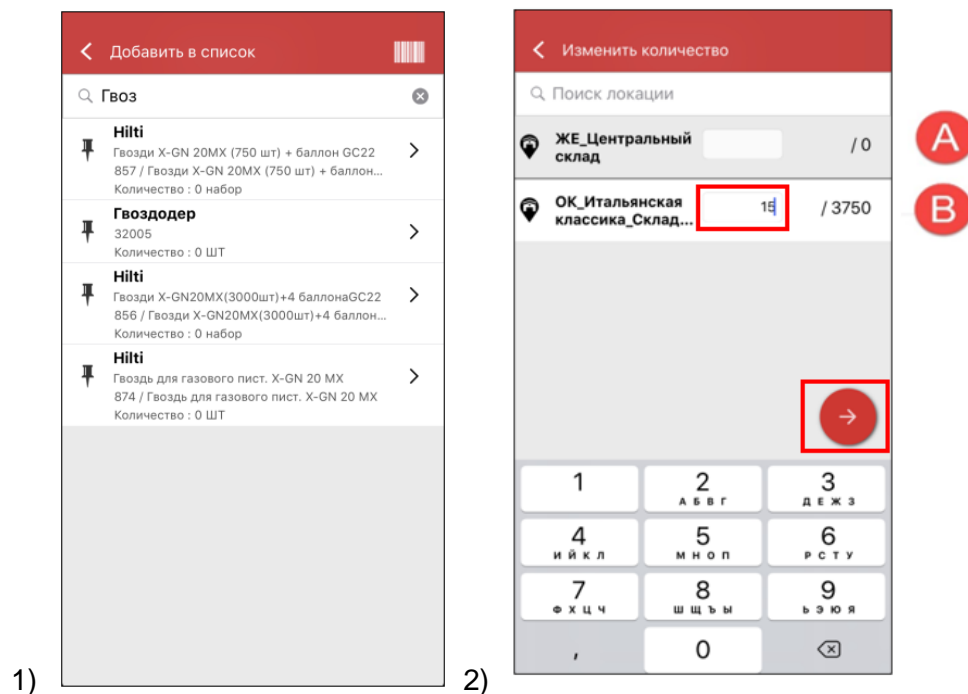 Добавить в список
Гвоз
Hilti
Гвозди X-GN 20MX (750 шт) + баллон GC22
857 / Гвозди X-GN 20MX (750 шт) + баллон...
Количество : 0 набор
Гвоздодер
32005
Количество : 0 ШТ
Hilti
Гвозди X-GN20MX(3000шт)+4 баллонаGC22
856 / Гвозди X-GN20MX(3000шт)+4 баллон...
Количество : 0 набор
Hilti
Гвоздь для газового пист. X-GN 20 MX
874 / Гвоздь для газового пист. X-GN 20 MX
Количество : 0 ШТ
1)
Изменить количество
Поиск локации
ЖЕ_Центральный
склад
/ 0
A
ОК_Итальянская
классика_Склад...
15
/ 3750
B
1 2 3
А Б В Г Д Е Ж З
4 5 6
И Й К Л М Н О П Р С Т У
7 8 9
Ф Х Ц Ч Ш Щ Ъ Ы Ь Э Ю Я
, 0
2)